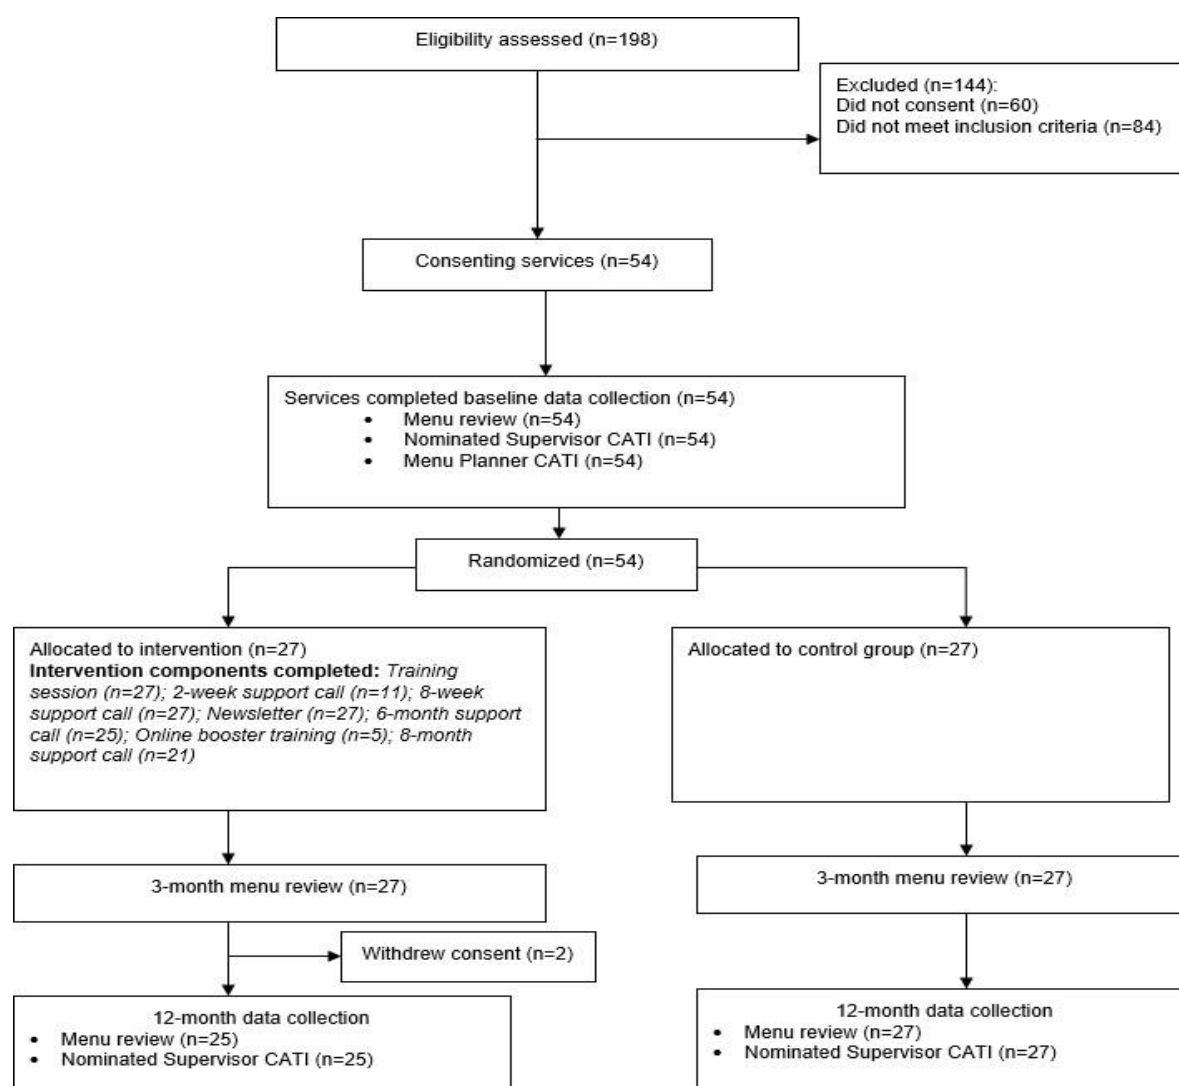 Eligibility assessed (n=198)
Excluded (n=144):
Did not consent (n=60)
Did not meet inclusion criteria (n=84)
Consenting services (n=54)
Services completed baseline data collection (n=54)
• Menu review (n=54)
• Nominated Supervisor CATI (n=54)
• Menu Planner CATI (n=54)
Randomized (n=54)
Allocated to intervention (n=27)
Intervention components completed: Training
session (n=27); 2-week support call (n=11); 8-week
support call (n=27); Newsletter (n=27); 6-month support
call (n=25); Online booster training (n=5); 8-month
support call (n=21)
Allocated to control group (n=27)
3-month menu review (n=27)
3-month menu review (n=27)
Withdrew consent (n=2)
12-month data collection
• Menu review (n=25)
• Nominated Supervisor CATI (n=25)
12-month data collection
• Menu review (n=27)
• Nominated Supervisor CATI (n=27)